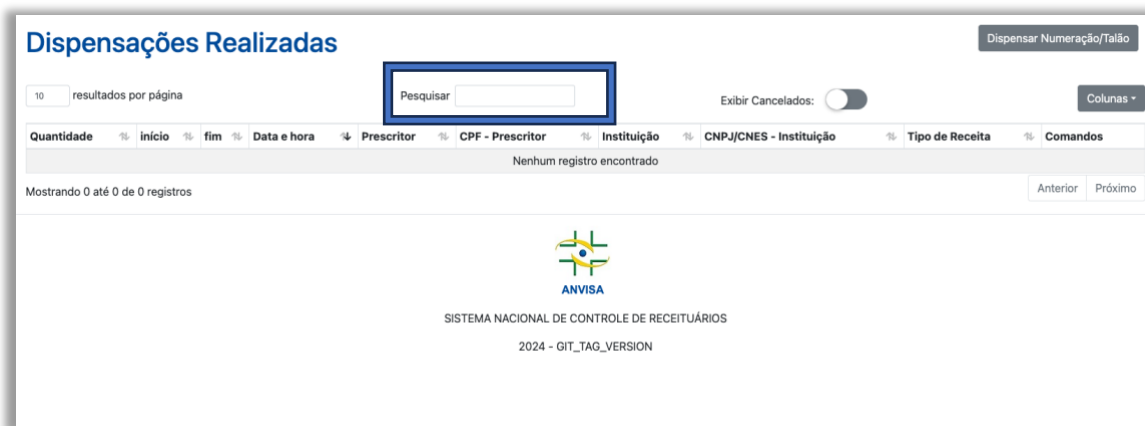 Dispensações Realizadas
Dispensar Numeração/Talão
10 resultados por página
Pesquisar
Exibir Cancelados:
Colunas
Quantidade início fim Data e hora Prescritor CPF - Prescritor Instituição CNPJ/CNES - Instituição Tipo de Receita Comandos
Nenhum registro encontrado
Mostrando 0 até 0 de 0 registros
Anterior Próximo
ANVISA
SISTEMA NACIONAL DE CONTROLE DE RECEITUÁRIOS
2024 - GIT_TAG_VERSION